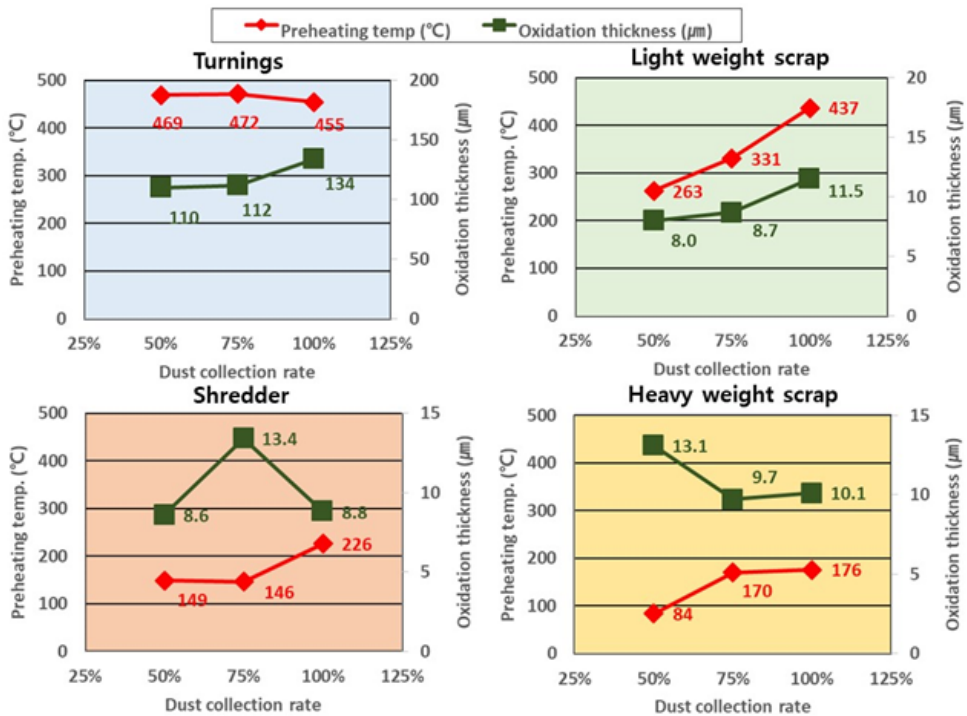 Preheating temp (℃) Oxidation thickness (㎛)
Turnings
Preheating temp. (℃)
500
400
300
200
100
0
469 472 455
110 112 134
200
150
100
50
0
Oxidation thickness (㎛)
25% 50% 75% 100% 125%
Dust collection rate
Light weight scrap
Preheating temp. (℃)
500
400
300
200
100
0
263 331 437
8.0 8.7 11.5
20
15
10
5
0
Oxidation thickness (㎛)
25% 50% 75% 100% 125%
Dust collection rate
Shredder
Preheating temp. (℃)
500
400
300
200
100
0
8.6 13.4 8.8
149 146 226
15
10
5
0
Oxidation thickness (㎛)
25% 50% 75% 100% 125%
Dust collection rate
Heavy weight scrap
Preheating temp. (℃)
500
400
300
200
100
0
13.1 9.7 10.1
84 170 176
15
10
5
0
Oxidation thickness (㎛)
25% 50% 75% 100% 125%
Dust collection rate